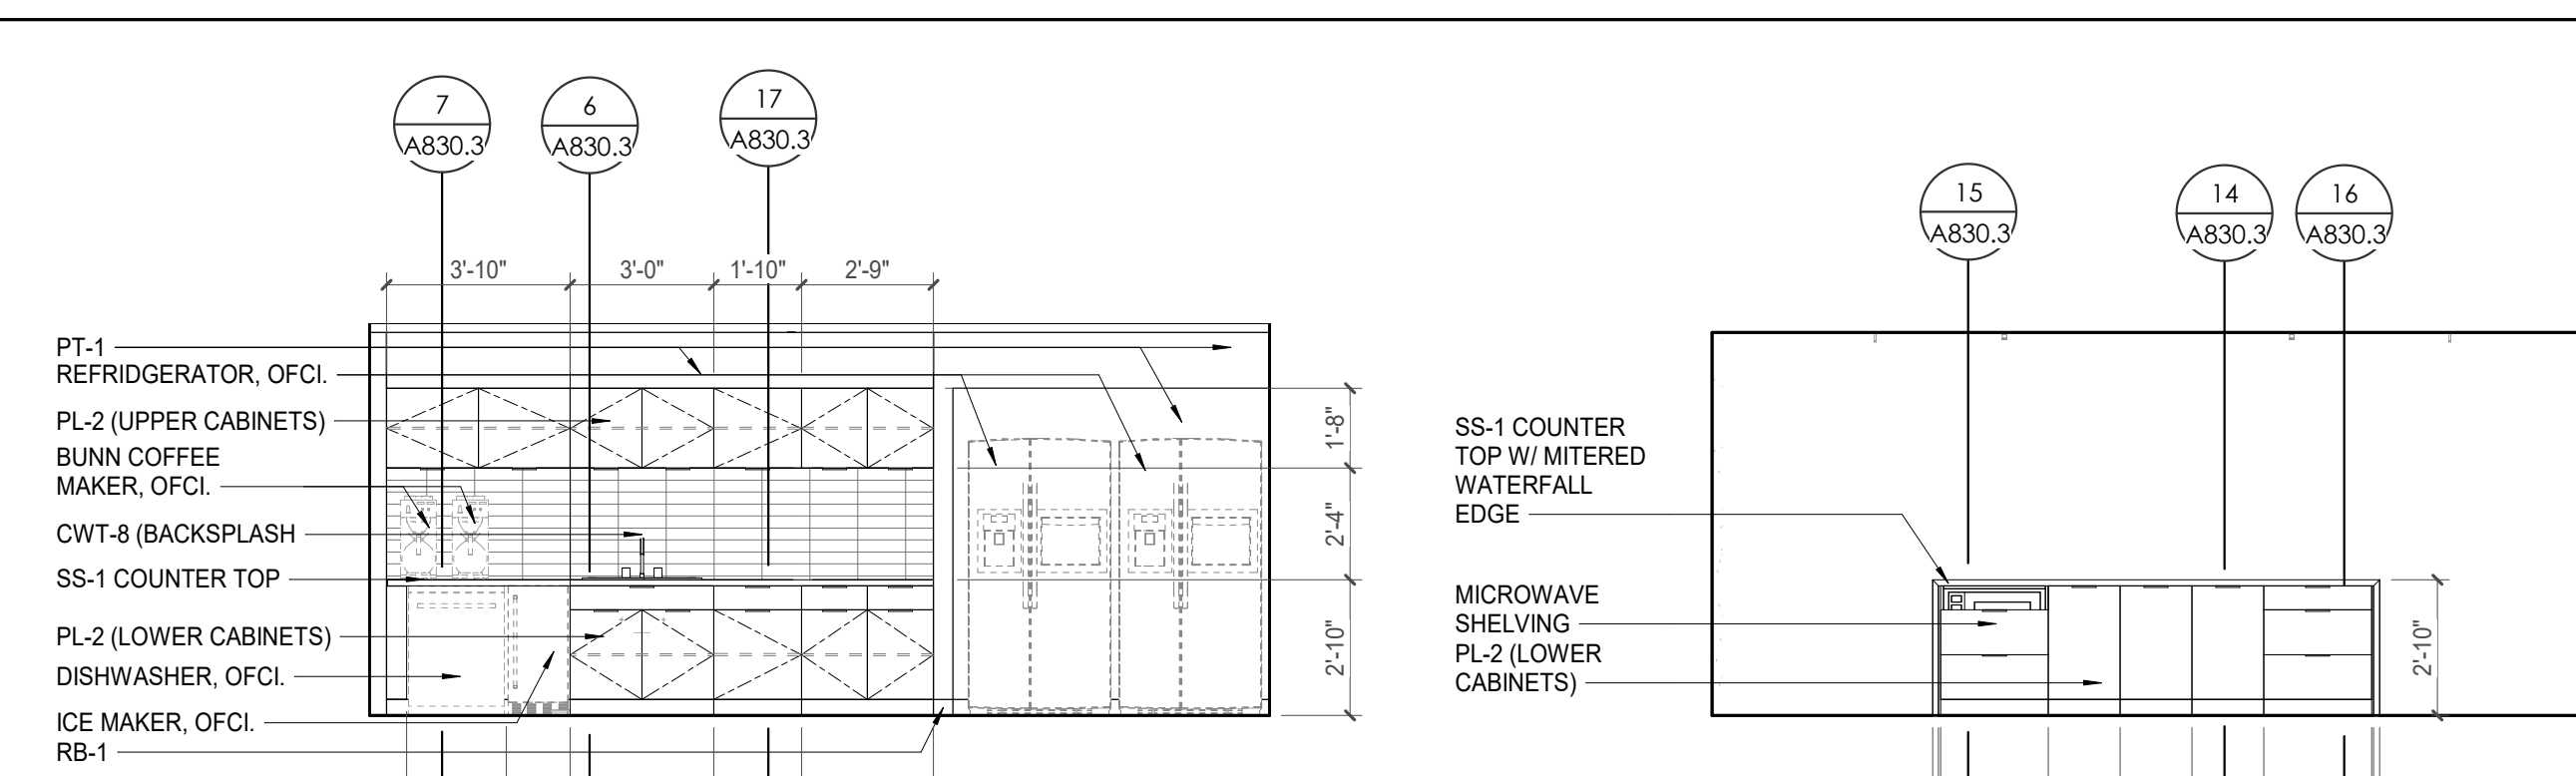 7
A830.3
6
A830.3
17
A830.3
3'-10"
3'-0"
1'-10"
2'-9"
PT-1
REFRIDGERATOR, OFCI.
PL-2 (UPPER CABINETS)
BUNN COFFEE
MAKER, OFCI.
CWT-8 (BACKSPLASH
SS-1 COUNTER TOP
PL-2 (LOWER CABINETS)
DISHWASHER, OFCI.
ICE MAKER, OFCI.
RB-1
1'-8"
2'-4"
2'-10"
15
A830.3
14
A830.3
16
A830.3
SS-1 COUNTER
TOP W/ MITERED
WATERFALL
EDGE
MICROWAVE
SHELVING
PL-2 (LOWER
CABINETS)
2'-10"